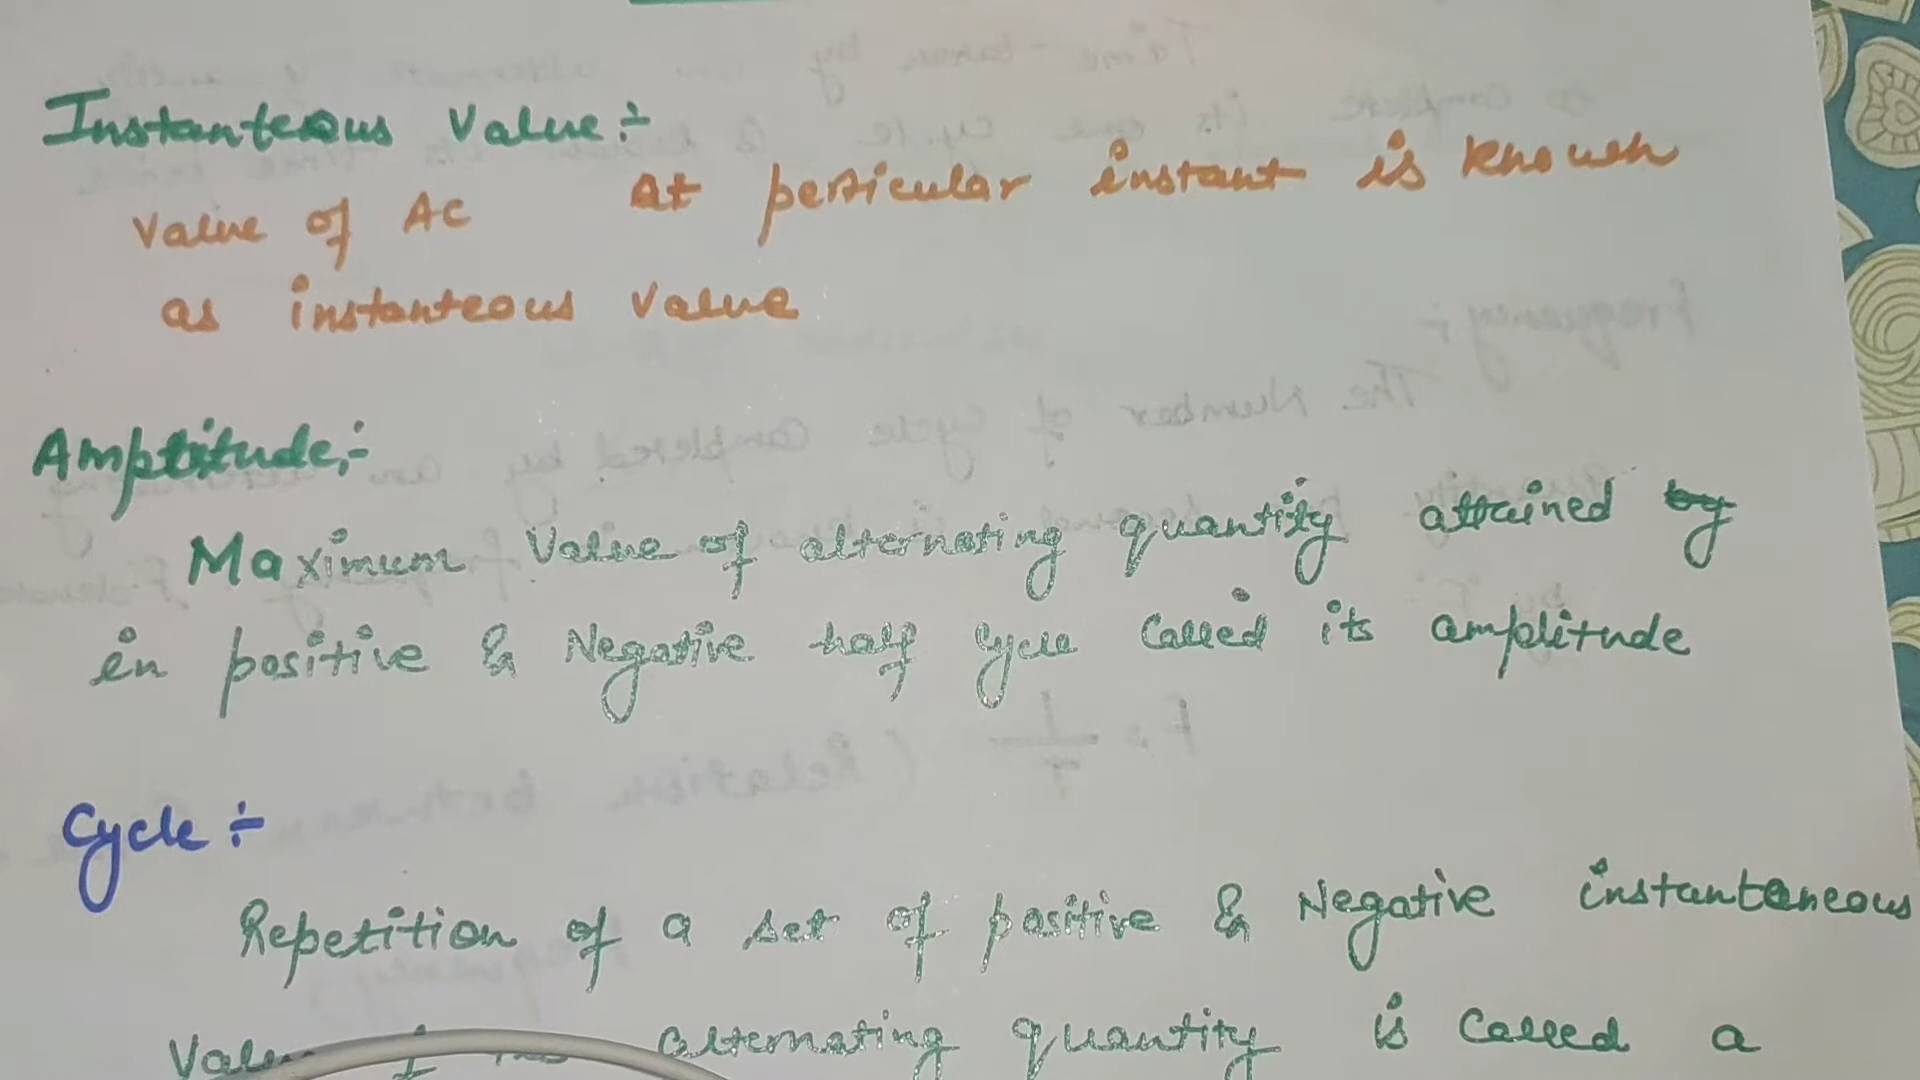 Instanteous Value:-
Value of AC at perticular instant is known
as instanteous value
Amplitude:-
Maximum Value of alternating quantity attained by
in positive & Negative half cycle called its amplitude
Cycle:-
Repetition of a set of positive & Negative instantaneous
Value alternating quantity is called a